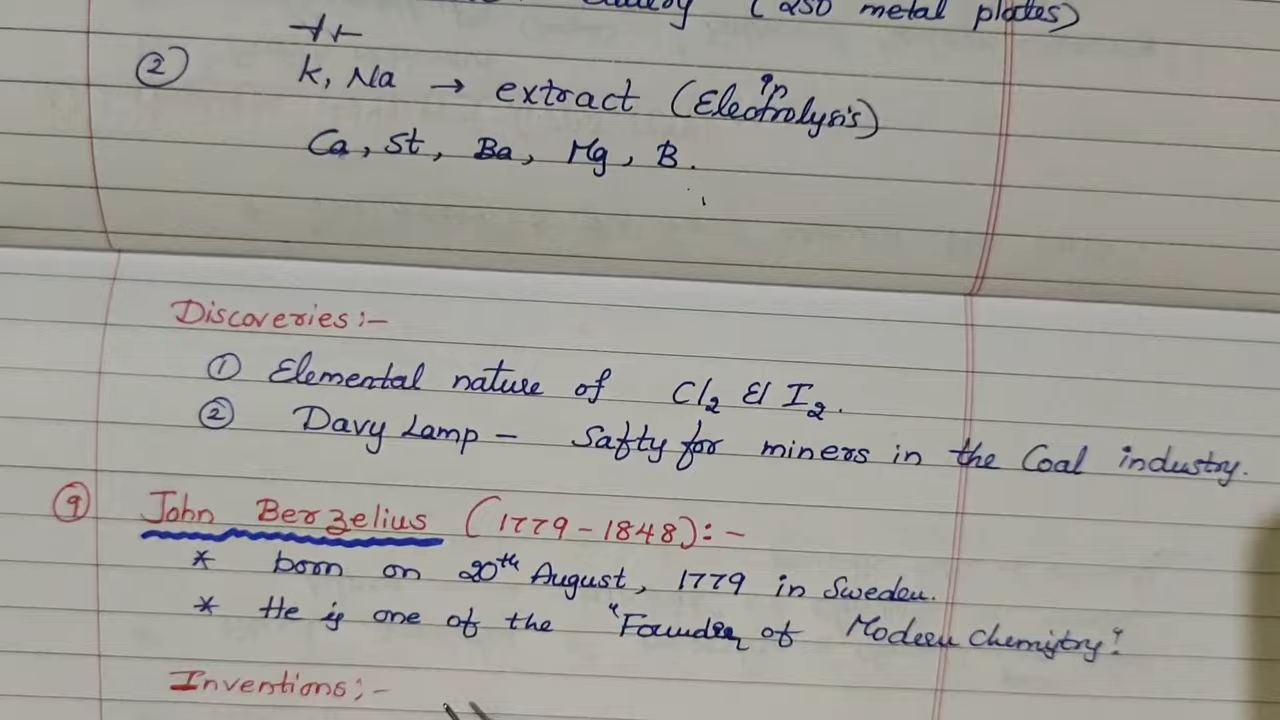 (250 metal plates)
② K, Na → extract (Electrolysis)
Ca, St, Ba, Mg, B.
Discoveries :-
① Elemental nature of Cl2 & I2.
② Davy Lamp - Safty for miners in the Coal industry.
⑨ John Berzelius (1779-1848): -
* born on 20th August, 1779 in Sweden.
* He is one of the "Founder of Modern Chemistry"
Inventions :-